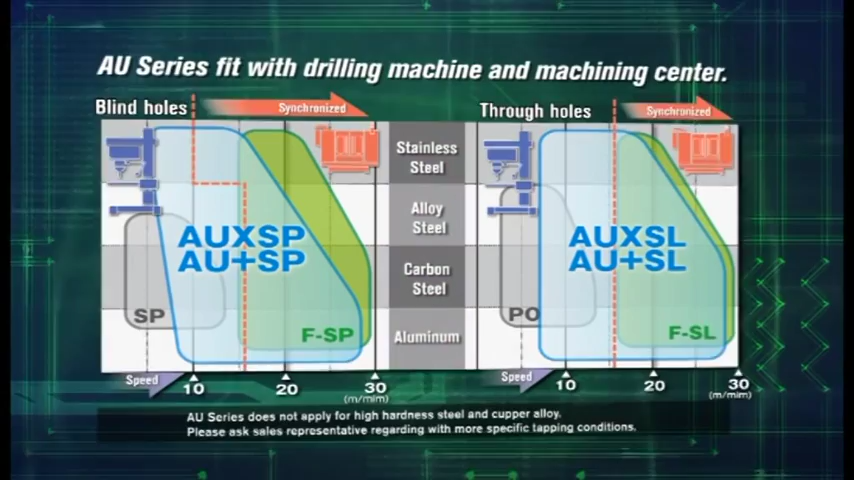 AU Series fit with drilling machine and machining center.
Blind holes
Synchronized
Through holes
Synchronized
Stainless
Steel
Alloy
Steel
Carbon
Steel
Aluminum
AUXSP
AU+SP
SP
F-SP
AUXSL
AU+SL
PO
F-SL
Speed
10
20
30
(m/mim)
Speed
10
20
30
(m/mim)
AU Series does not apply for high hardness steel and cupper alloy.
Please ask sales representative regarding with more specific tapping conditions.